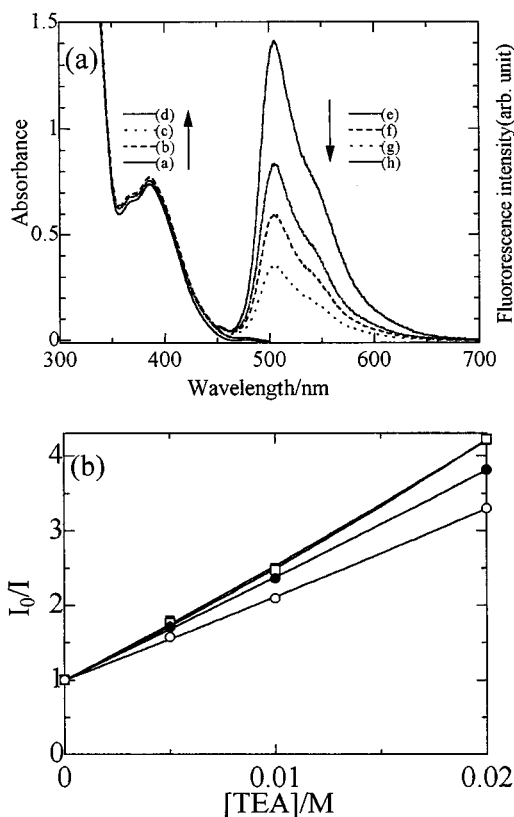 (a)
1.5
1
0.5
0
Absorbance
Fluororescence intensity(arb. unit)
(d)
(c)
(b)
(a)
(e)
(f)
(g)
(h)
300 400 500 600 700
Wavelength/nm
(b)
4
3
2
1
0
I₀/I
0 0.01 0.02
[TEA]/M